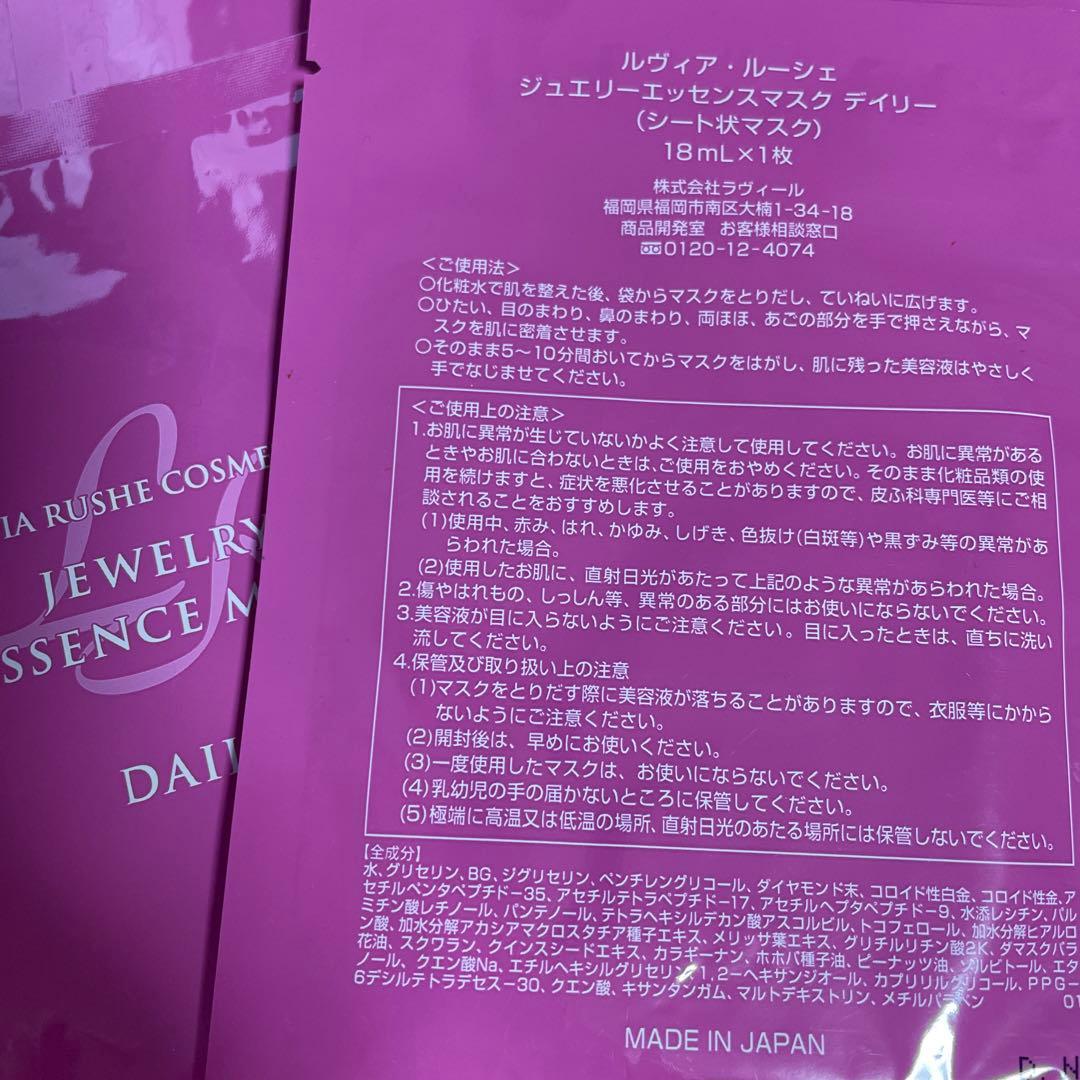 ルヴィア・ルーシェ
ジュエリーエッセンスマスク デイリー
(シート状マスク)
18mL×1枚
株式会社ラヴィール
福岡県福岡市南区大楠1-34-18
商品開発室 お客様相談窓口
0120-12-4074
<ご使用法>
○化粧水で肌を整えた後、袋からマスクをとりだし、ていねいに広げます。
○ひたい、目のまわり、鼻のまわり、両ほほ、あごの部分を手で押さえながら、マ
スクを肌に密着させます。
○そのまま5〜10分間おいてからマスクをはがし、肌に残った美容液はやさしく
手でなじませてください。
<ご使用上の注意>
1.お肌に異常が生じていないかよく注意して使用してください。お肌に異常がある
ときやお肌に合わないときは、ご使用をおやめください。そのまま化粧品類の使
用を続けますと、症状を悪化させることがありますので、皮ふ科専門医等にご相
談されることをおすすめします。
(1)使用中、赤み、はれ、かゆみ、しげき、色抜け(白斑等)や黒ずみ等の異常があ
らわれた場合。
(2)使用したお肌に、直射日光があたって上記のような異常があらわれた場合。
2.傷やはれもの、しっしん等、異常のある部分にはお使いにならないでください。
3.美容液が目に入らないようにご注意ください。目に入ったときは、直ちに洗い
流してください。
4.保管及び取り扱い上の注意
(1)マスクをとりだす際に美容液が落ちることがありますので、衣服等にかから
ないようにご注意ください。
(2)開封後は、早めにお使いください。
(3)一度使用したマスクは、お使いにならないでください。
(4)乳幼児の手の届かないところに保管してください。
(5)極端に高温又は低温の場所、直射日光のあたる場所には保管しないでください。
【全成分】
水、グリセリン、BG、ジグリセリン、ペンチレングリコール、ダイヤモンド末、コロイド性白金、コロイド性金、ア
セチルペンタペプチド-35、アセチルテトラペプチド-17、アセチルヘプタペプチド-9、水添レシチン、パル
ミチン酸レチノール、パンテノール、テトラヘキシルデカン酸アスコルビル、トコフェロール、加水分解ヒアルロ
ン酸、加水分解アカシアマクロスタチア種子エキス、メリッサ葉エキス、グリチルリチン酸2K、ダマスクバラ
花油、スクワラン、クインスシードエキス、カラギーナン、ホホバ種子油、ピーナッツ油、ソルビトール、エタ
ノール、クエン酸Na、エチルヘキシルグリセリン、1,2-ヘキサンジオール、カプリリルグリコール、PPG-
6デシルテトラデセス-30、クエン酸、キサンタンガム、マルトデキストリン、メチルパラベン
01
MADE IN JAPAN
IA RUSHE COSME
JEWELRY
SSENCE M
DAIL